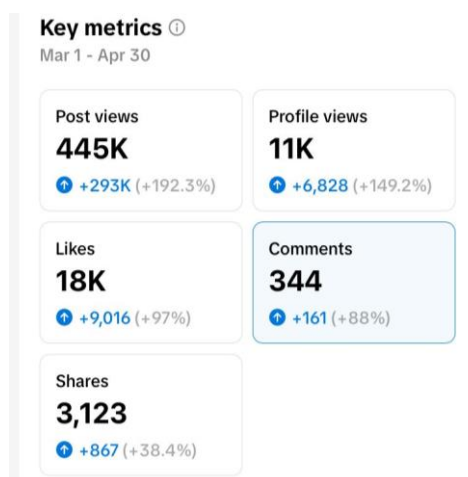 Key metrics
Mar 1 - Apr 30
Post views
445K
+293K (+192.3%)
Profile views
11K
+6,828 (+149.2%)
Likes
18K
+9,016 (+97%)
Comments
344
+161 (+88%)
Shares
3,123
+867 (+38.4%)